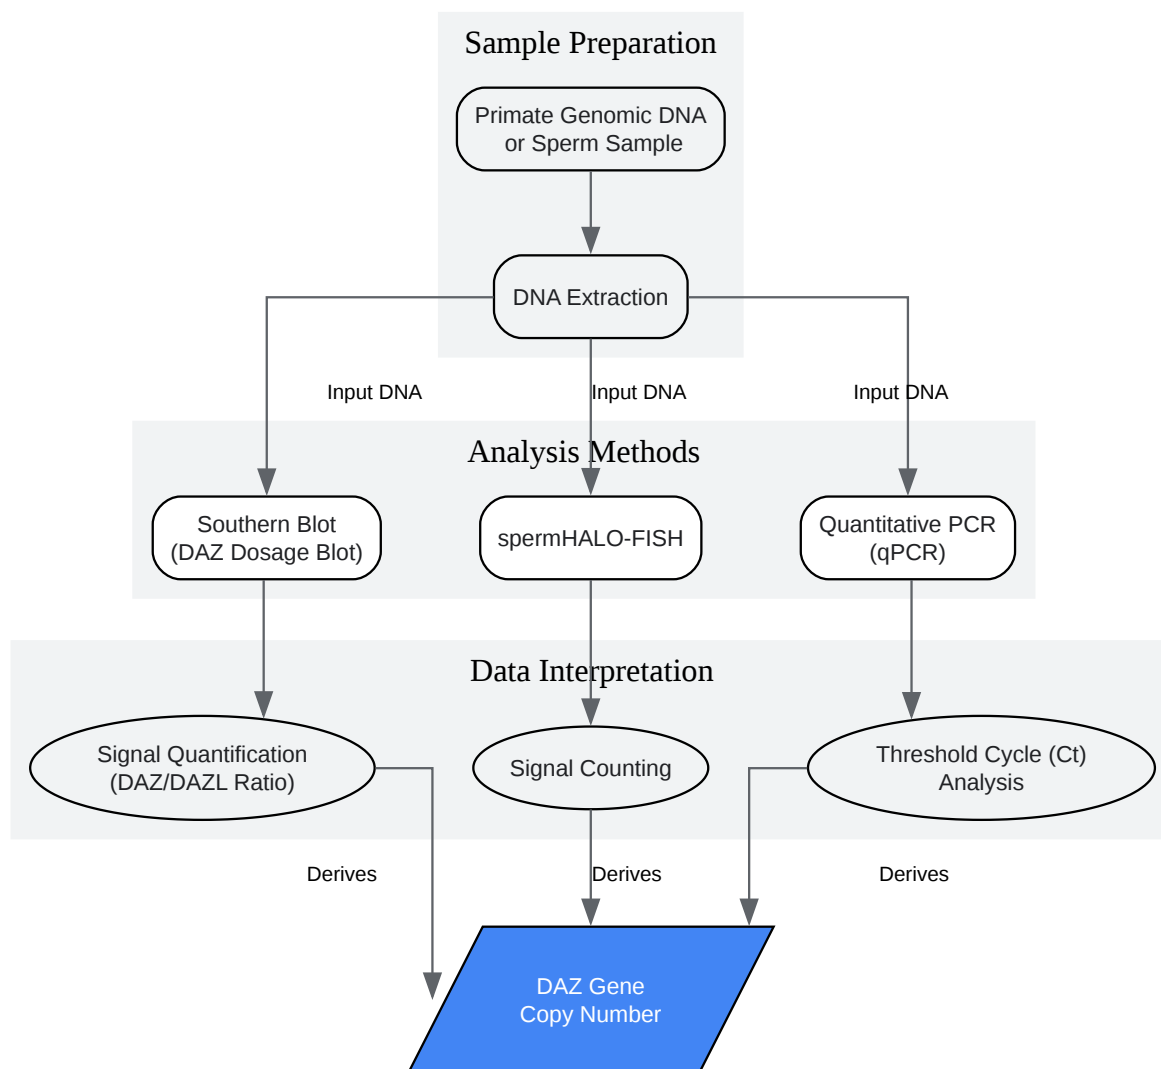 Sample Preparation
Primate Genomic DNA
or Sperm Sample
DNA Extraction
Input DNA
Input DNA
Input DNA
Analysis Methods
Southern Blot
(DAZ Dosage Blot)
spermHALO-FISH
Quantitative PCR
(qPCR)
Data Interpretation
Signal Quantification
(DAZ/DAZL Ratio)
Signal Counting
Threshold Cycle (Ct)
Analysis
Derives
Derives
Derives
DAZ Gene
Copy Number